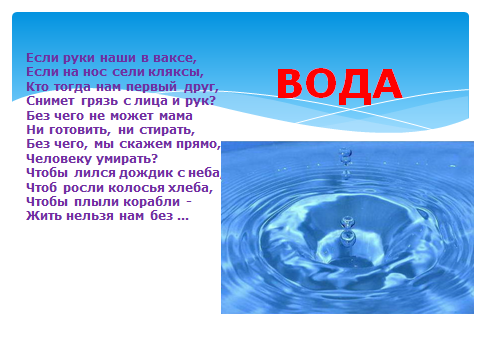 Если руки наши в ваксе,
Если на нос сели кляксы,
Кто тогда нам первый друг,
Снимет грязь с лица и рук?
Без чего не может мама
Ни готовить, ни стирать,
Без чего, мы скажем прямо,
Человеку умирать?
Чтобы лился дождик с неба,
Чтоб росли колосья хлеба,
Чтобы плыли корабли -
Жить нельзя нам без ...
ВОДА